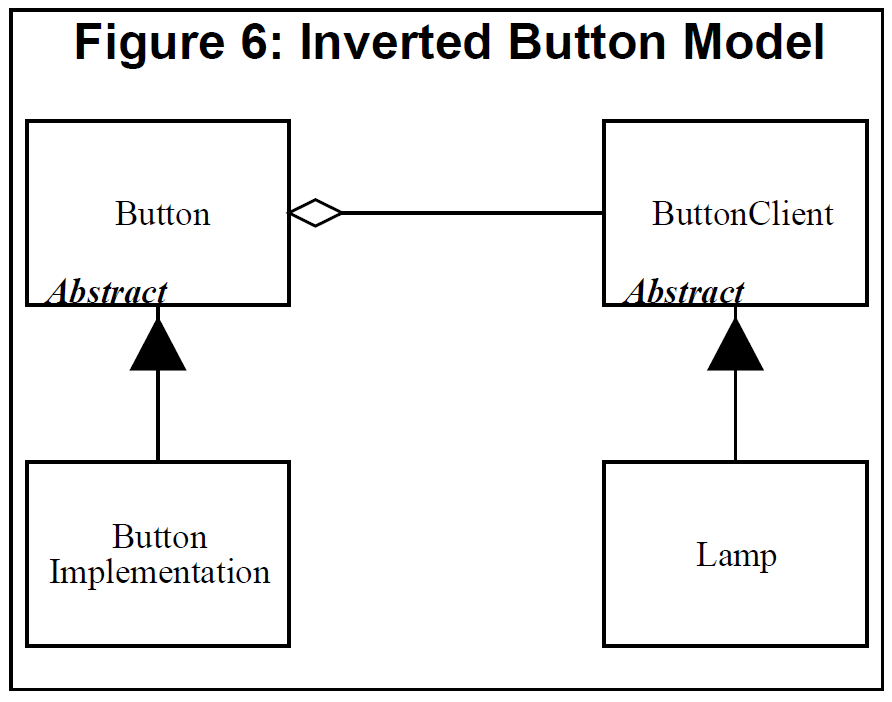 Figure 6: Inverted Button Model
Button
Abstract
ButtonClient
Abstract
Button
Implementation
Lamp